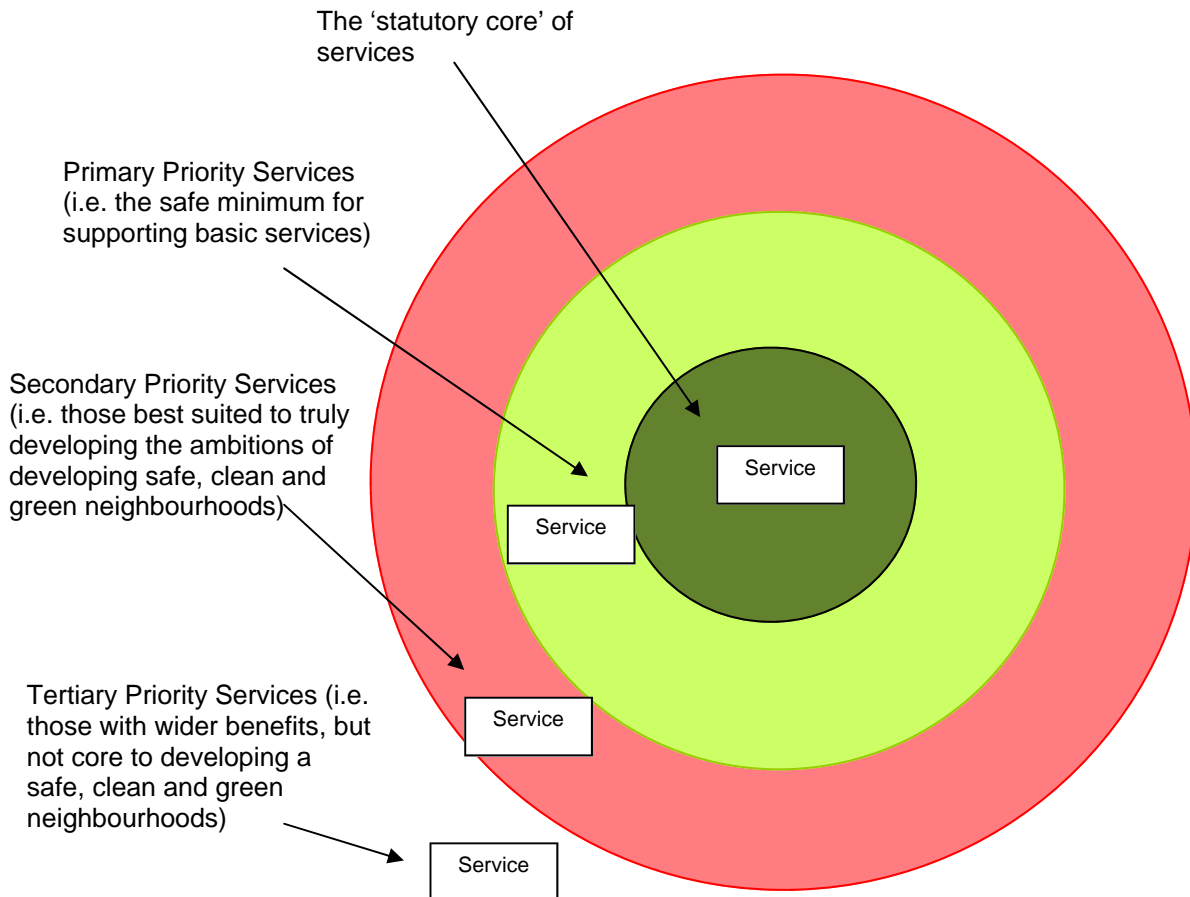 The ‘statutory core’ of
services
Primary Priority Services
(i.e. the safe minimum for
supporting basic services)
Secondary Priority Services
(i.e. those best suited to truly
developing the ambitions of
developing safe, clean and
green neighbourhoods)
Service
Service
Service
Tertiary Priority Services (i.e.
those with wider benefits, but
not core to developing a
safe, clean and green
neighbourhoods)
Service